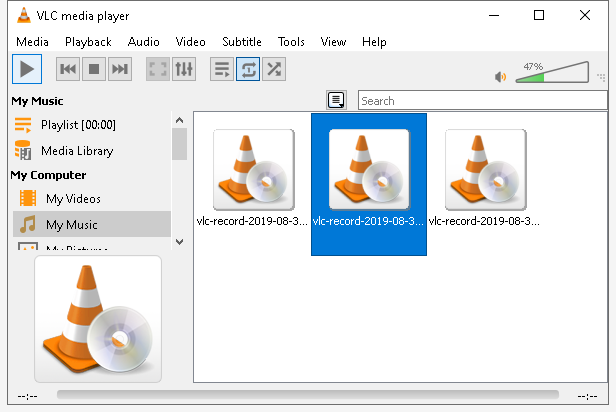 VLC media player
Media Playback Audio Video Subtitle Tools View Help
47%
My Music
Search
Playlist [00:00]
Media Library
My Computer
My Videos
My Music
My Pictures
vlc-record-2019-08-3... vlc-record-2019-08-3... vlc-record-2019-08-3...
--:-- --:--